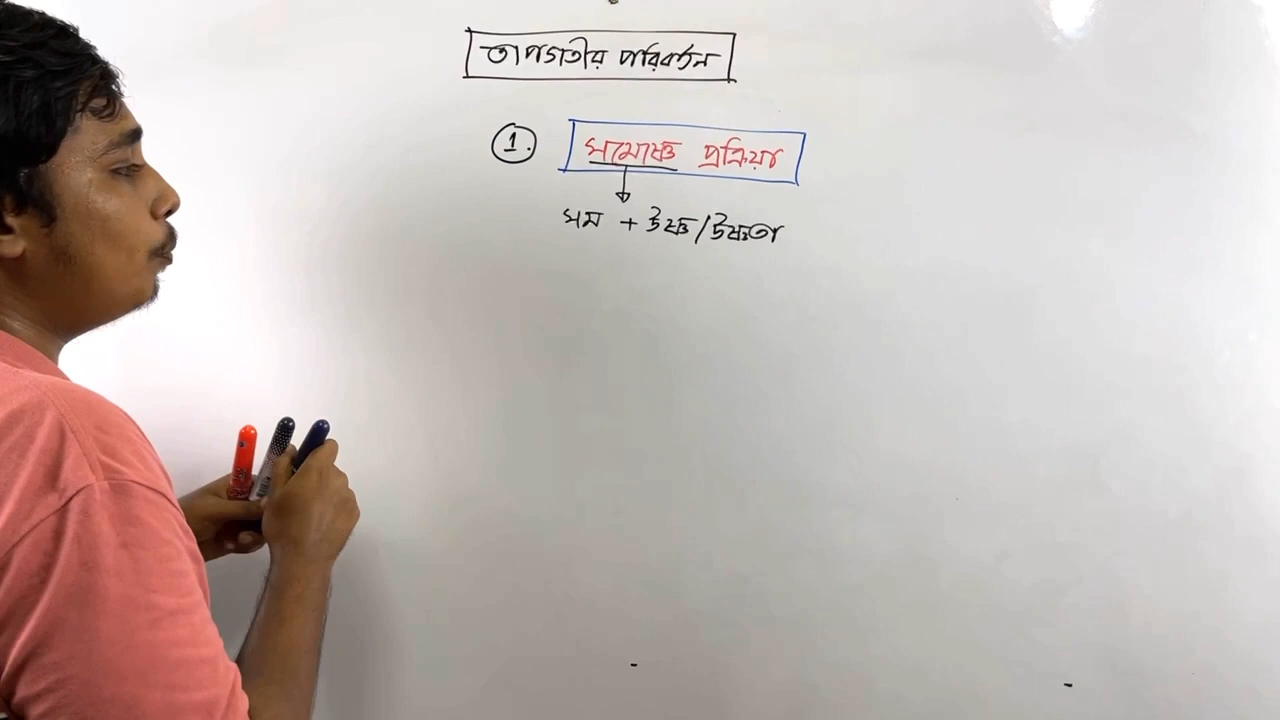 তাপগতীর পরিবর্তন
1. সমোষ্ণ প্রক্রিয়া
সম + উষ্ণ/উষ্ণতা